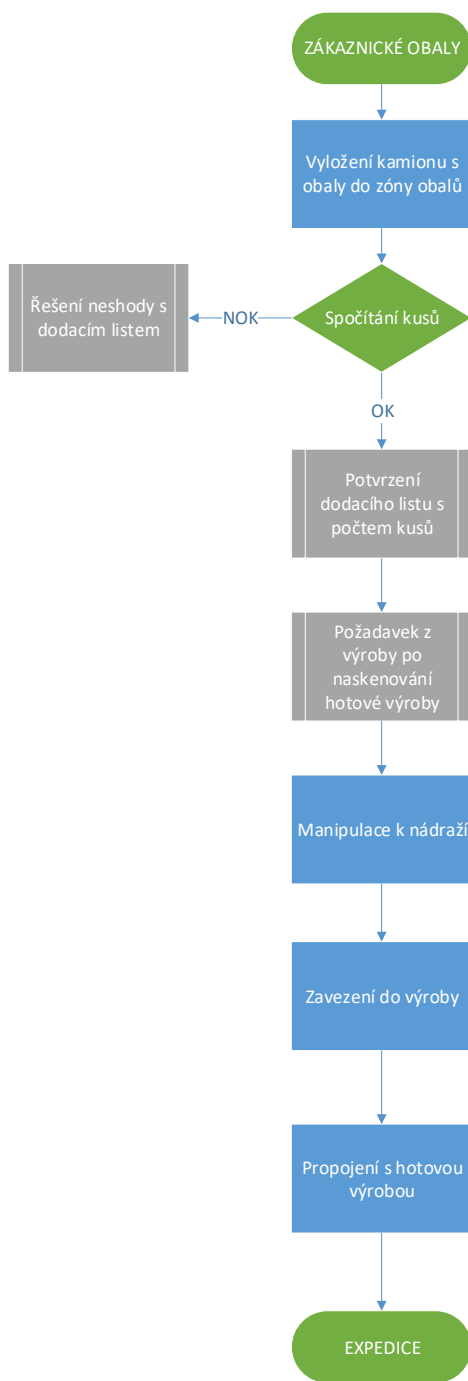 ZÁKAZNICKÉ OBALY
Vyložení kamionu s
obaly do zóny obalů
Řešení neshody s
dodacím listem
NOK
Spočítání kusů
OK
Potvrzení
dodacího listu s
počtem kusů
Požadavek z
výroby po
naskenování
hotové výroby
Manipulace k nádraží
Zavezení do výroby
Propojení s hotovou
výrobou
EXPEDICE